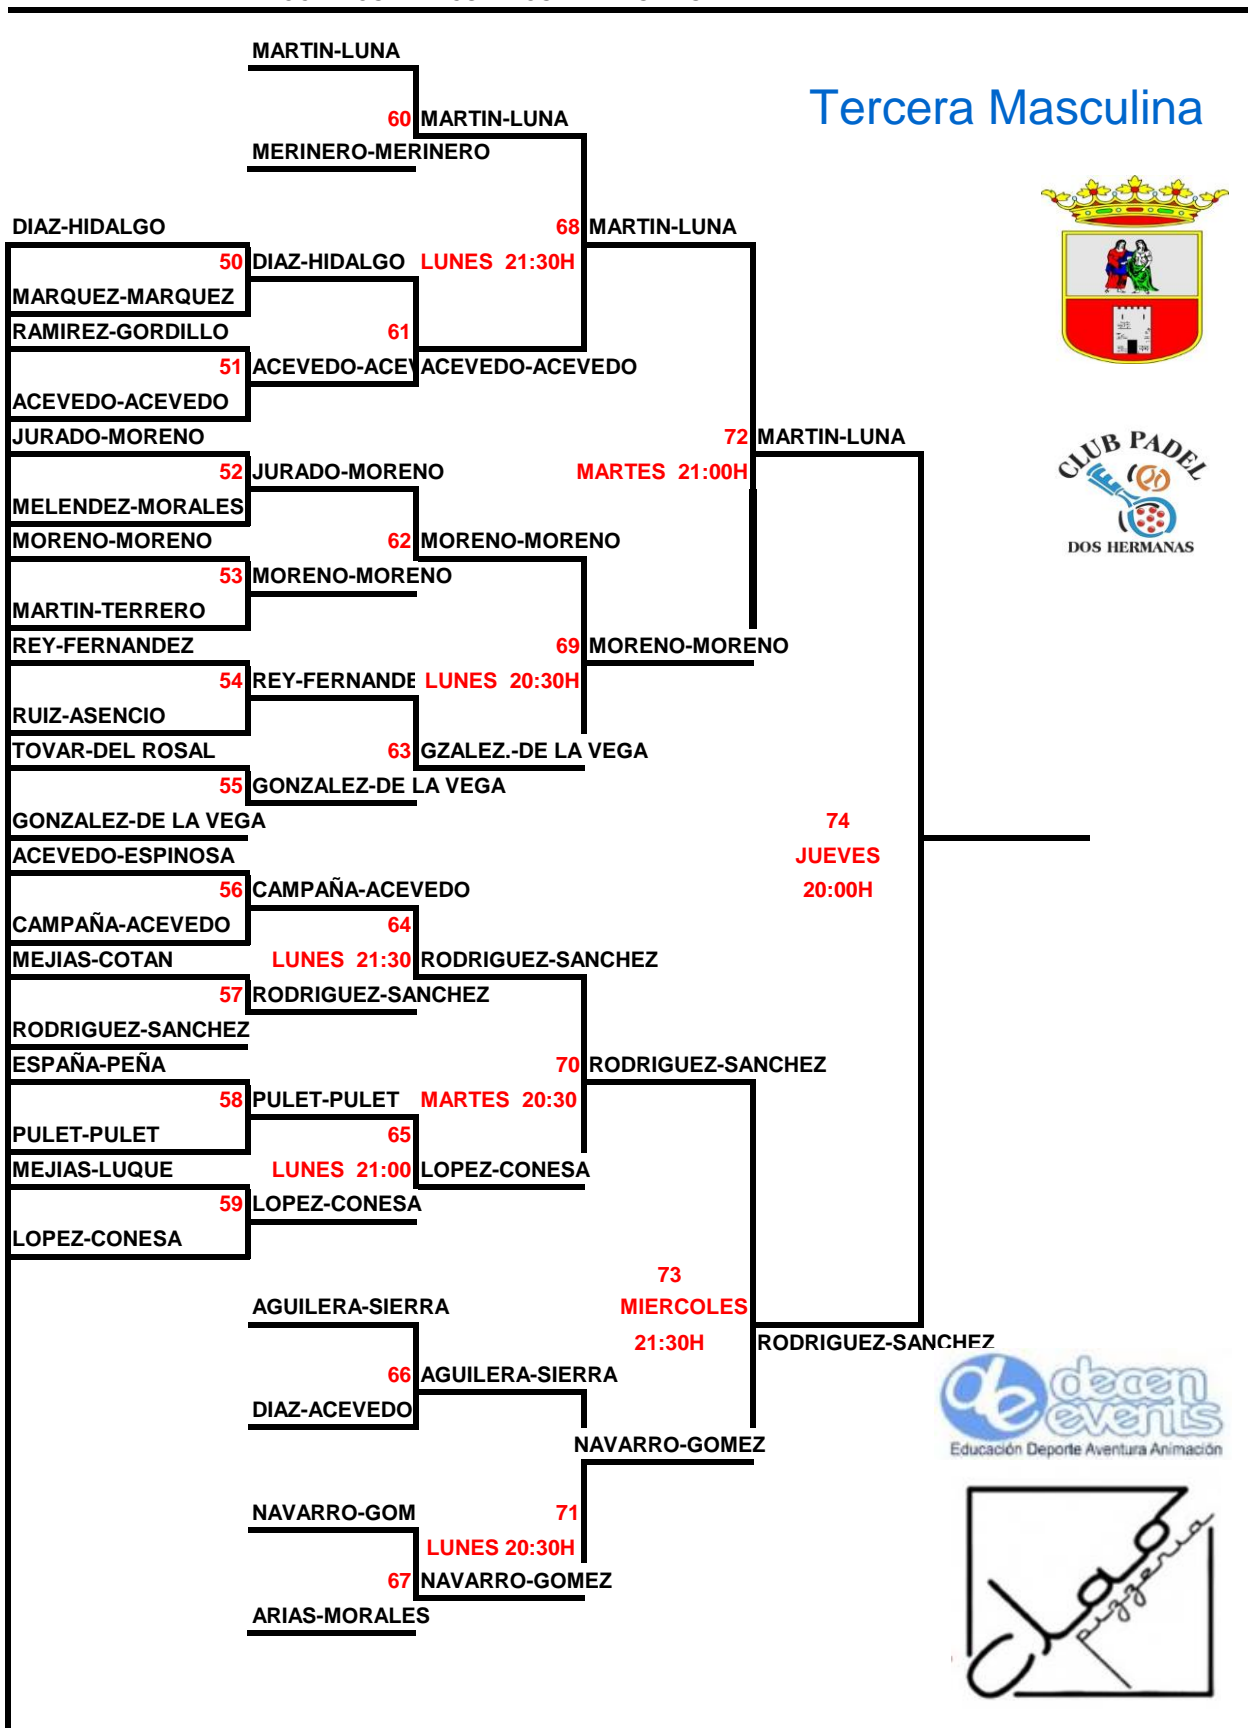 MARTIN-LUNA
Tercera Masculina
60 MARTIN-LUNA
MERINERO-MERINERO
DIAZ-HIDALGO
68 MARTIN-LUNA
50 DIAZ-HIDALGO LUNES 21:30H
MARQUEZ-MARQUEZ
RAMIREZ-GORDILLO
61
51 ACEVEDO-ACEV ACEVEDO-ACEVEDO
ACEVEDO-ACEVEDO
JURADO-MORENO
72 MARTIN-LUNA
CLUB PADEL
DOS HERMANAS
52 JURADO-MORENO
MARTES 21:00H
MELENDEZ-MORALES
MORENO-MORENO
62 MORENO-MORENO
53 MORENO-MORENO
MARTIN-TERRERO
REY-FERNANDEZ
69 MORENO-MORENO
54 REY-FERNANDE LUNES 20:30H
RUIZ-ASENCIO
TOVAR-DEL ROSAL
63 GZALEZ.-DE LA VEGA
55 GONZALEZ-DE LA VEGA
GONZALEZ-DE LA VEGA
74
ACEVEDO-ESPINOSA
JUEVES
56 CAMPAÑA-ACEVEDO
20:00H
CAMPAÑA-ACEVEDO
64
MEJIAS-COTAN
LUNES 21:30 RODRIGUEZ-SANCHEZ
57 RODRIGUEZ-SANCHEZ
RODRIGUEZ-SANCHEZ
ESPAÑA-PEÑA
70 RODRIGUEZ-SANCHEZ
58 PULET-PULET MARTES 20:30
PULET-PULET
65
MEJIAS-LUQUE
LUNES 21:00 LOPEZ-CONESA
59 LOPEZ-CONESA
LOPEZ-CONESA
73
AGUILERA-SIERRA
MIERCOLES
21:30H RODRIGUEZ-SANCHEZ
66 AGUILERA-SIERRA
DIAZ-ACEVEDO
NAVARRO-GOMEZ
de decen
events
Educación Deporte Aventura Animación
NAVARRO-GOM
71
LUNES 20:30H
67 NAVARRO-GOMEZ
ARIAS-MORALES
pizzeria